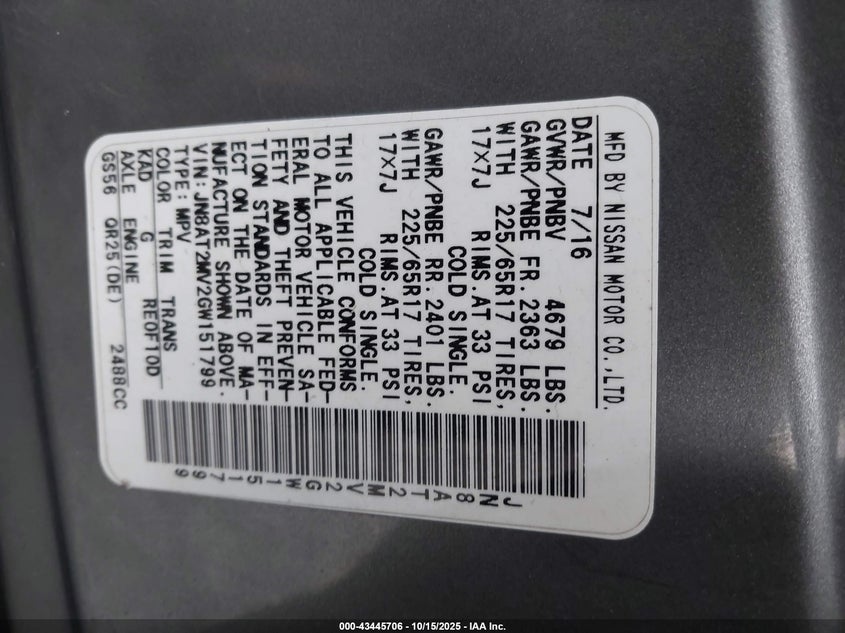 MFD BY NISSAN MOTOR CO.,LTD.
DATE 7/16
GVWR/PNBV 4679 LBS.
GAWR/PNBE FR. 2363 LBS.
WITH 225/65R17 TIRES,
17X7J RIMS.AT 33 PSI
COLD SINGLE.
GAWR/PNBE RR. 2401 LBS.
WITH 225/65R17 TIRES,
17X7J RIMS.AT 33 PSI
COLD SINGLE.
THIS VEHICLE CONFORMS
TO ALL APPLICABLE FED-
ERAL MOTOR VEHICLE SA-
FETY AND THEFT PREVEN-
TION STANDARDS IN EFF-
ECT ON THE DATE OF MA-
NUFACTURE SHOWN ABOVE.
VIN:JN8AT2MV2GW151799
TYPE:MPV
COLOR TRIM TRANS
KAD G RE0F10D
AXLE ENGINE
GS56 QR25(DE) 2488CC
JN8AT2MV2GW151799
000-43445706 - 10/15/2025 - IAA Inc.